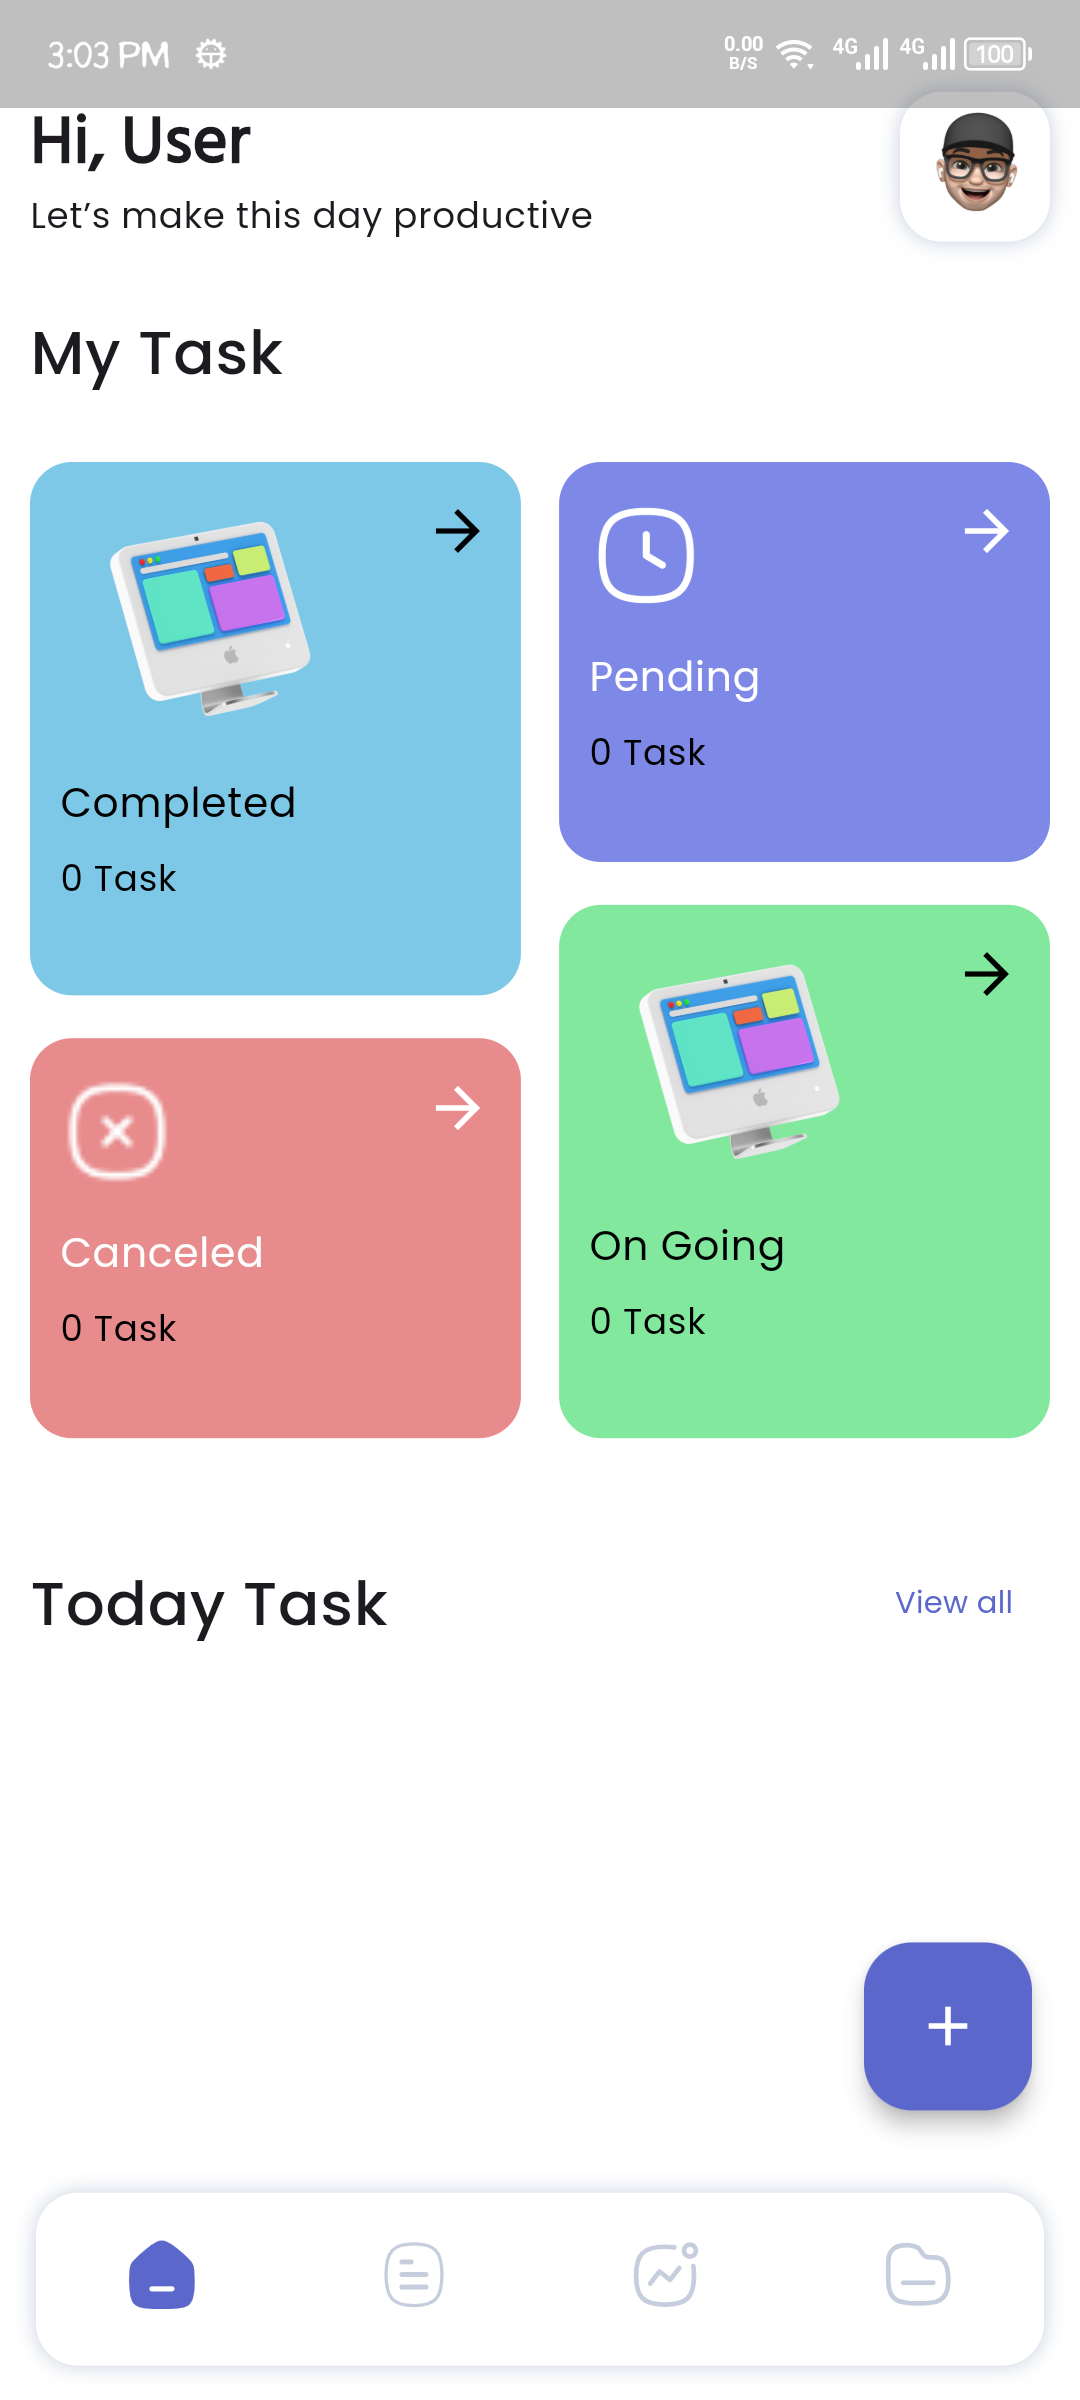 3:03 PM
0.00
B/S
4G
4G
100
Hi, User
Let’s make this day productive
My Task
Completed
0 Task
Pending
0 Task
Canceled
0 Task
On Going
0 Task
Today Task
View all